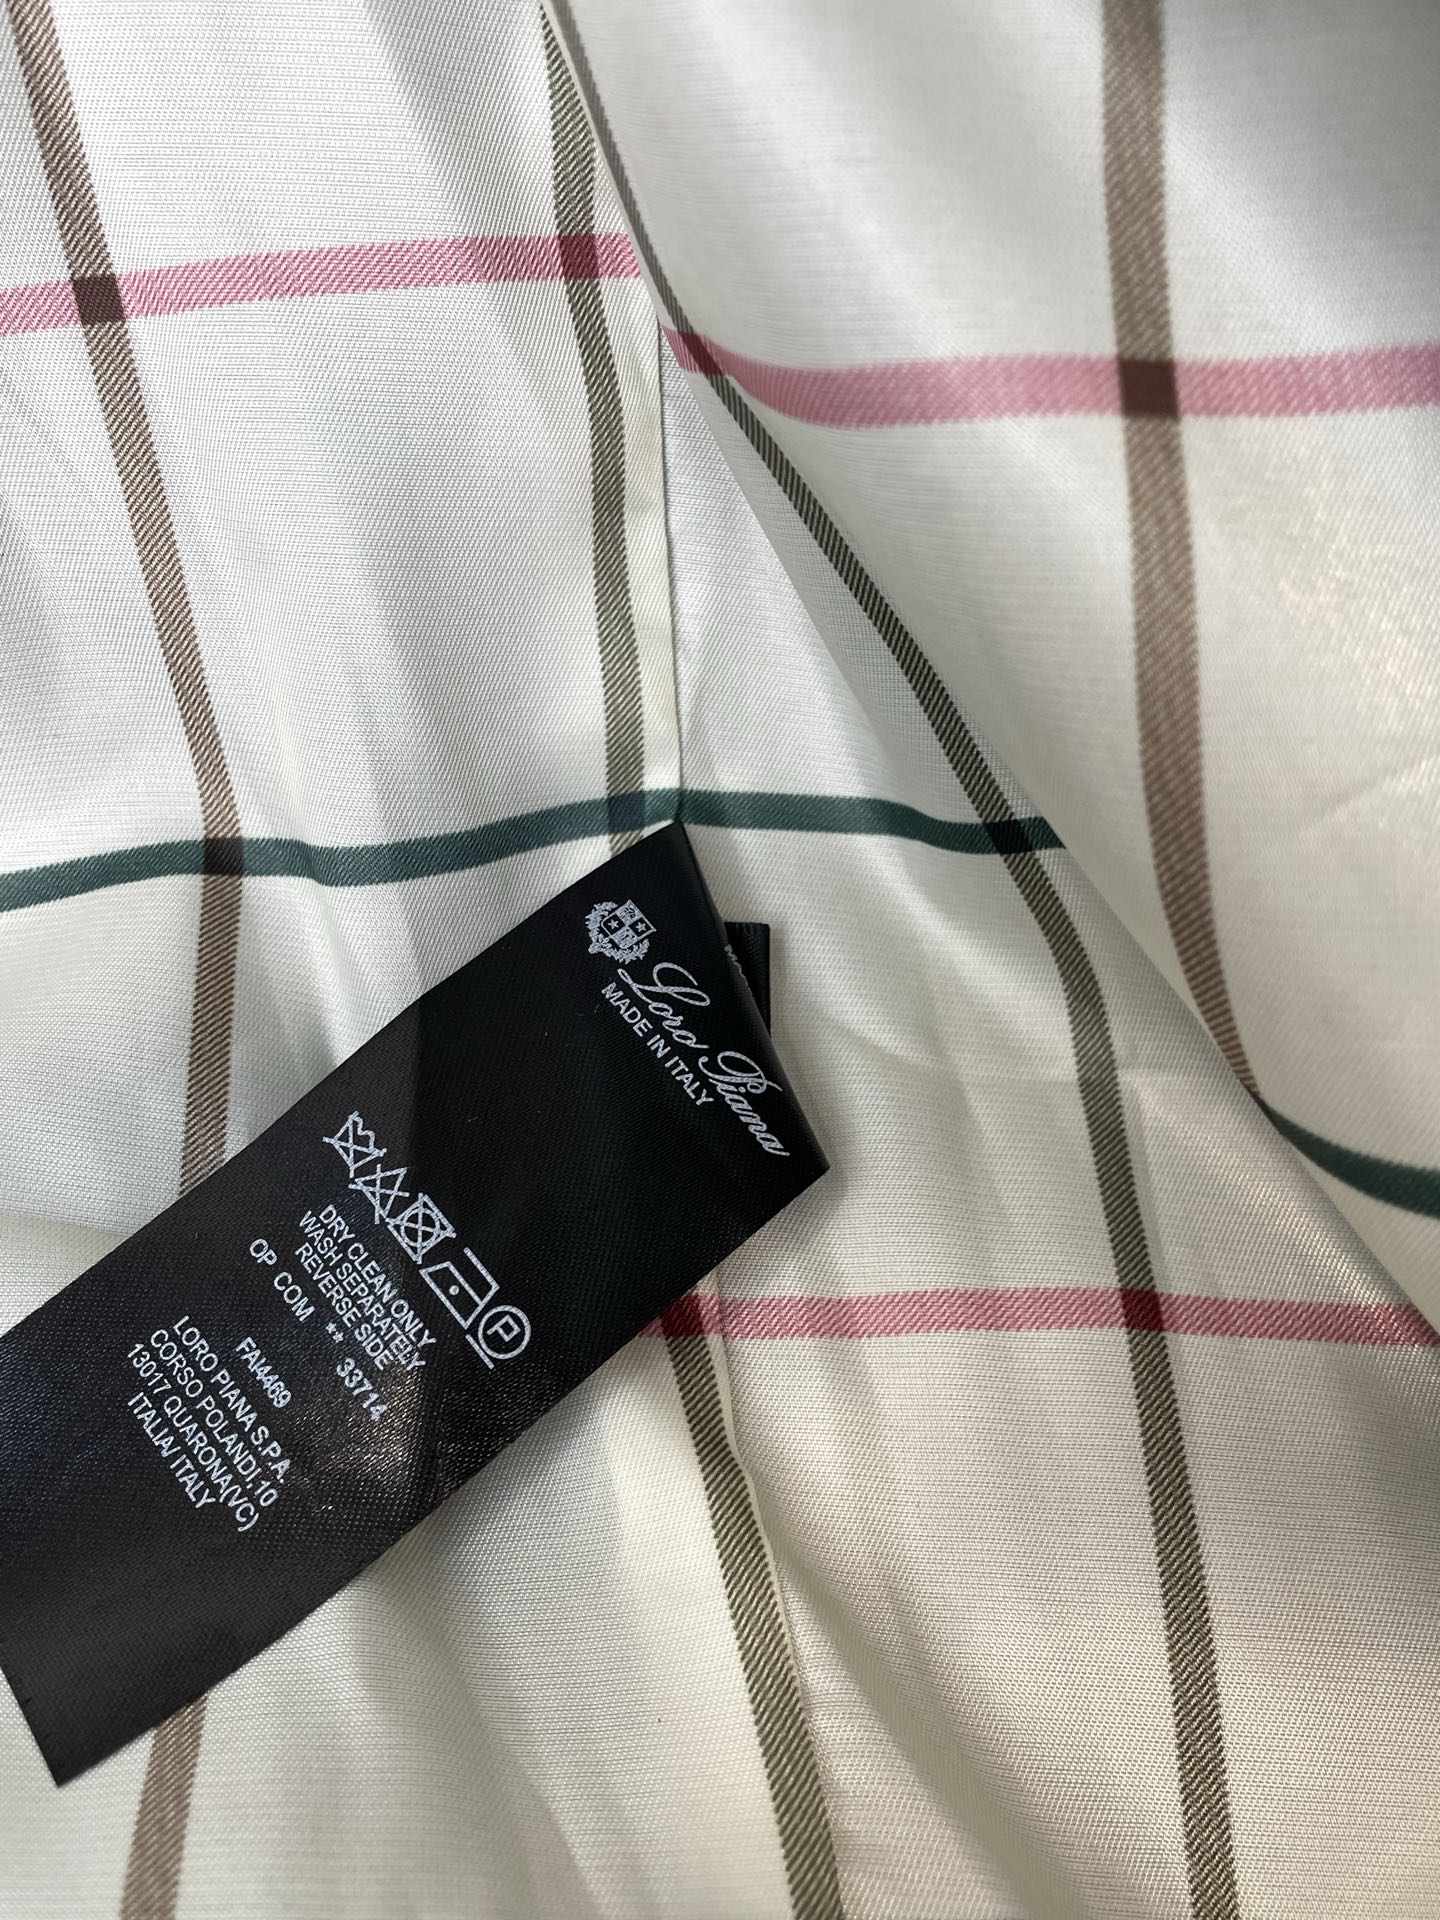 Loro Piana
MADE IN ITALY
P
DRY CLEAN ONLY
WASH SEPARATELY
REVERSE SIDE
OP COM ** 33714
FAI4469
LORO PIANA S.P.A.
CORSO POLANDI,10
13017 QUARONA(VC)
ITALIA/ ITALY